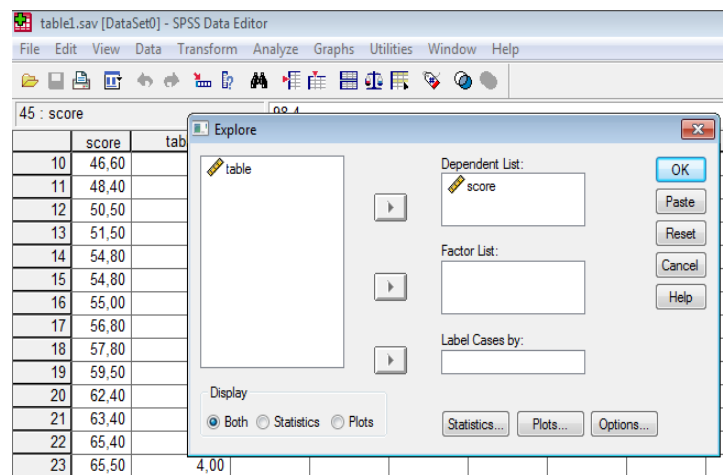 table1.sav [DataSet0] - SPSS Data Editor
File Edit View Data Transform Analyze Graphs Utilities Window Help
45 : score
Explore
score
10 46,60
11 48,40
12 50,50
13 51,50
14 54,80
15 54,80
16 55,00
17 56,80
18 57,80
19 59,50
20 62,40
21 63,40
22 65,40
23 65,50 4,00
table
Dependent List:
score
Factor List:
Label Cases by:
Display
Both Statistics Plots
Statistics... Plots... Options...
OK
Paste
Reset
Cancel
Help